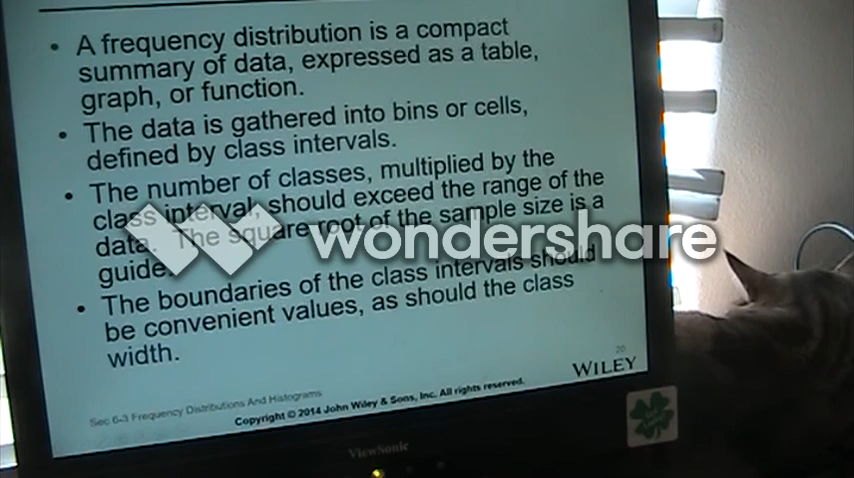 • A frequency distribution is a compact
summary of data, expressed as a table,
graph, or function.
• The data is gathered into bins or cells,
defined by class intervals.
• The number of classes, multiplied by the
class interval, should exceed the range of the
data. The square root of the sample size is a
guide.
• The boundaries of the class intervals should
be convenient values, as should the class
width.
wondershare
20
WILEY
Sec 6-3 Frequency Distributions And Histograms
Copyright © 2014 John Wiley & Sons, Inc. All rights reserved.
ViewSonic